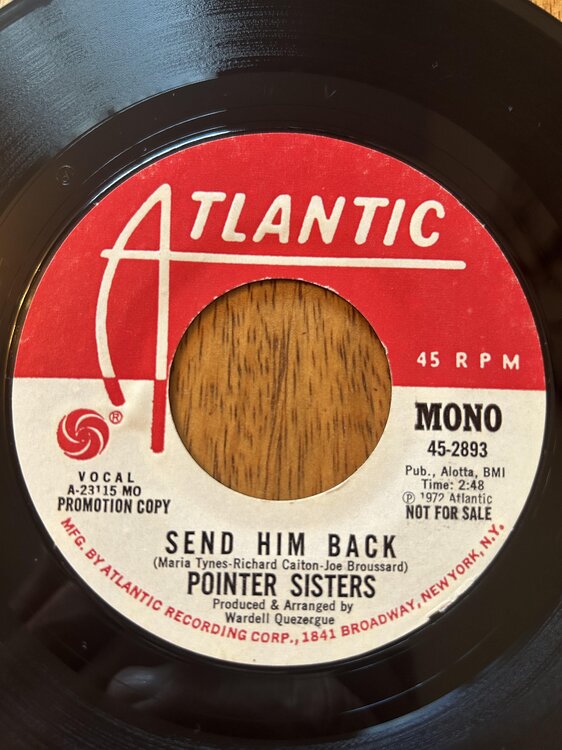 ATLANTIC
45 RPM
®
MONO
45-2893
Pub., Alotta, BMI
Time: 2:48
℗ 1972 Atlantic
NOT FOR SALE
VOCAL
A-23115 MO
PROMOTION COPY
SEND HIM BACK
(Maria Tynes-Richard Caiton-Joe Broussard)
POINTER SISTERS
Produced & Arranged by
Wardell Quezergue
MFG. BY ATLANTIC RECORDING CORP., 1841 BROADWAY, NEW YORK, N.Y.